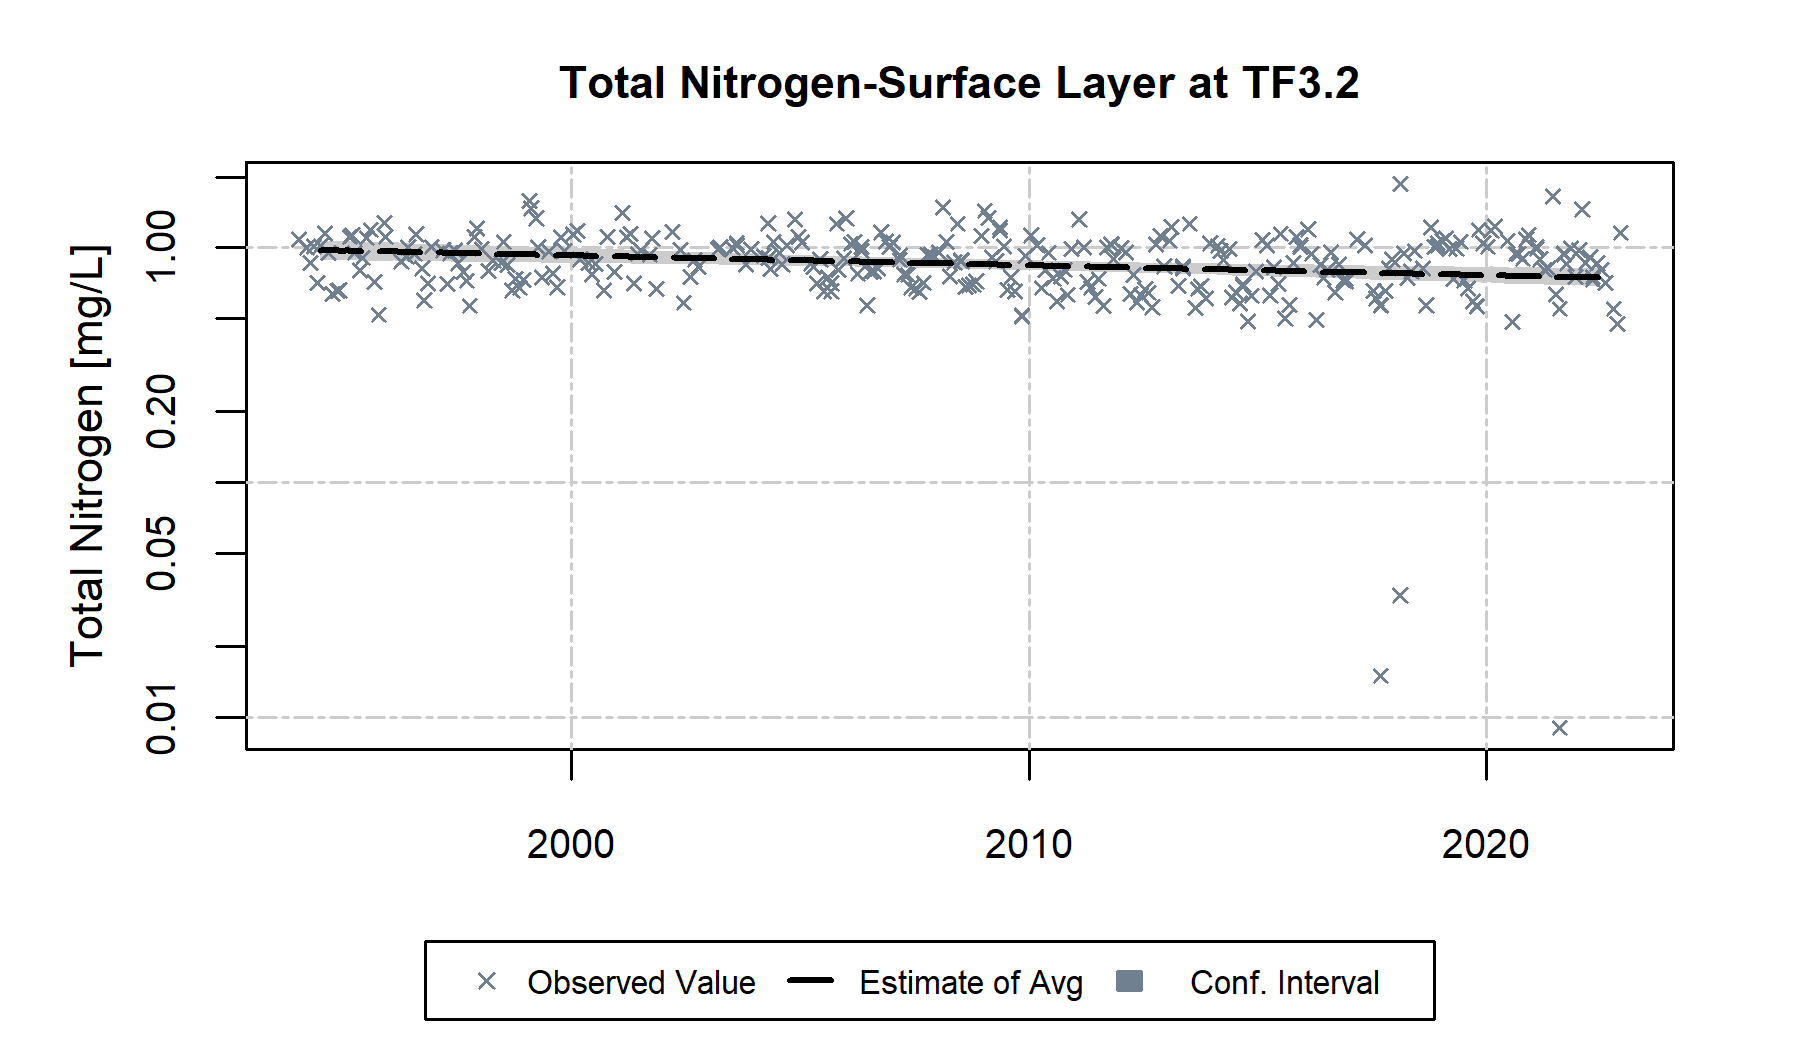 Total Nitrogen-Surface Layer at TF3.2
Total Nitrogen [mg/L]
1.00
0.20
0.05
0.01
2000 2010 2020
Observed Value Estimate of Avg Conf. Interval